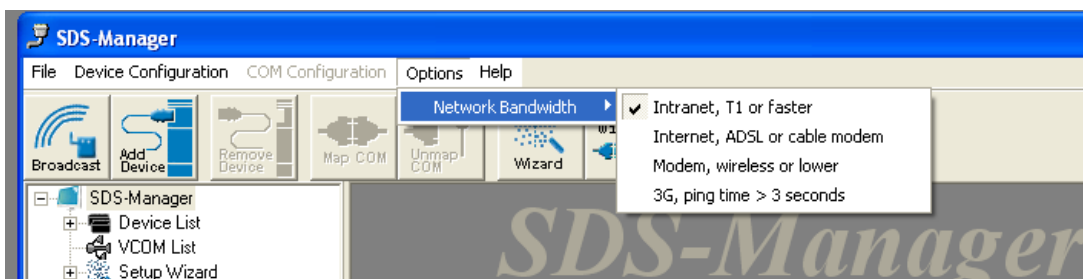 SDS-Manager
File Device Configuration COM Configuration Options Help
Network Bandwidth
Intranet, T1 or faster
Internet, ADSL or cable modem
Modem, wireless or lower
3G, ping time > 3 seconds
Broadcast
Add Device
Remove Device
Map COM
Unmap COM
Wizard
SDS-Manager
Device List
VCOM List
Setup Wizard
SDS-Manager